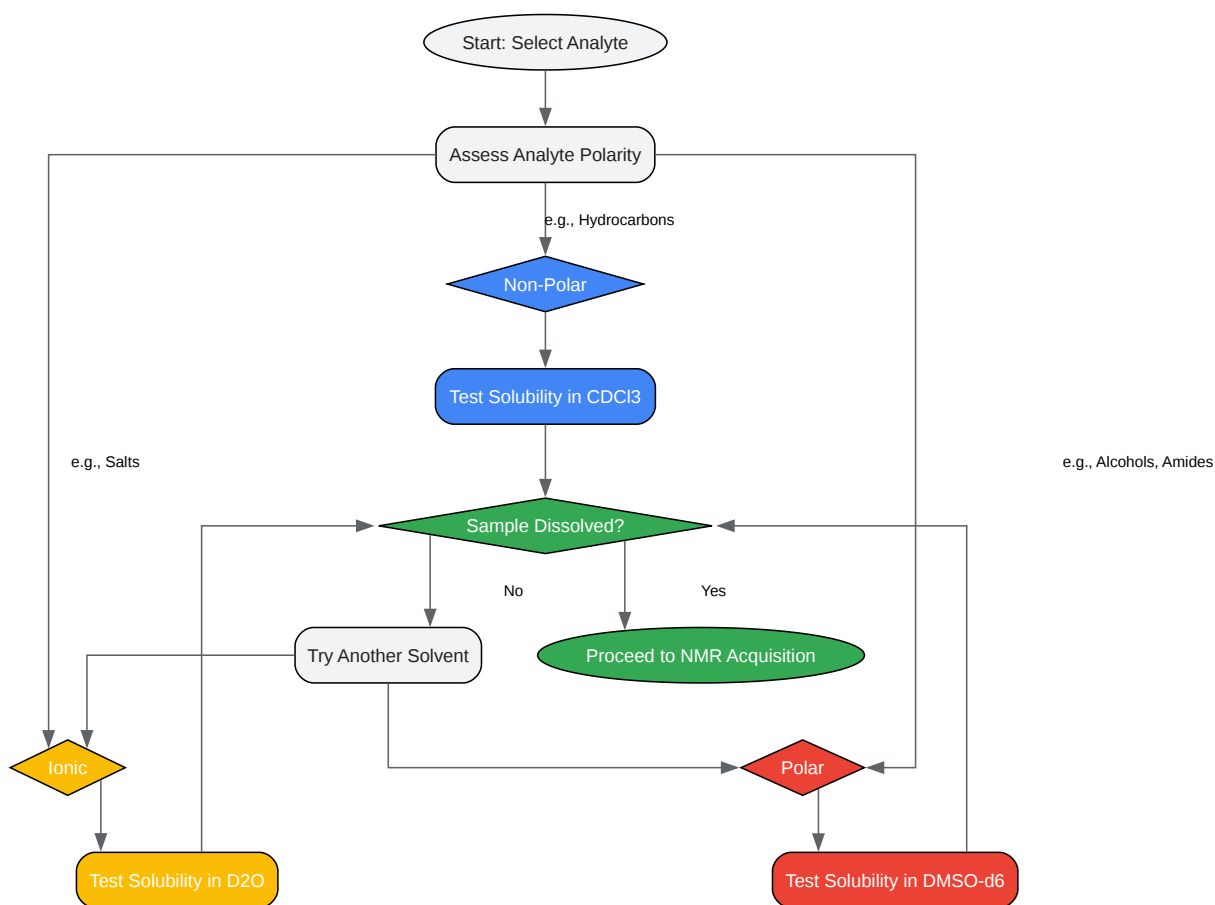 Start: Select Analyte
Assess Analyte Polarity
e.g., Hydrocarbons
Non-Polar
Test Solubility in CDCl3
e.g., Salts
e.g., Alcohols, Amides
Sample Dissolved?
No
Yes
Try Another Solvent
Proceed to NMR Acquisition
Ionic
Polar
Test Solubility in D2O
Test Solubility in DMSO-d6